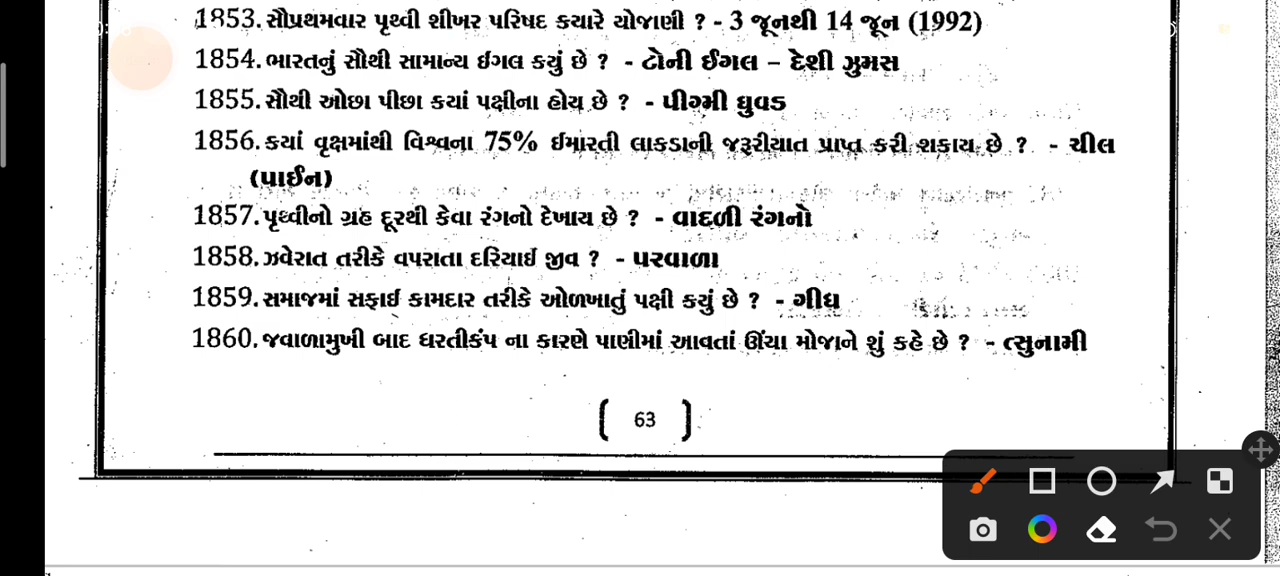 1853. સૌપ્રથમવાર પૃથ્વી શીખર પરિષદ કયારે યોજાણી ? - 3 જૂનથી 14 જૂન (1992)
1854. ભારતનું સૌથી સામાન્ય ઈગલ કયું છે ? - ટોની ઈગલ – દેશી ઝુમસ
1855. સૌથી ઓછા પીછા કયાં પક્ષીના હોય છે ? - પીગ્મી ઘુવડ
1856. કયાં વૃક્ષમાંથી વિશ્વના 75% ઈમારતી લાકડાની જરૂરીયાત પ્રાપ્ત કરી શકાય છે ? - ચીલ
(પાઈન)
1857. પૃથ્વીનો ગ્રહ દૂરથી કેવા રંગનો દેખાય છે ? - વાદળી રંગનો
1858. ઝવેરાત તરીકે વપરાતા દરિયાઈ જીવ ? - પરવાળા
1859. સમાજમાં સફાઈ કામદાર તરીકે ઓળખાતું પક્ષી કયું છે ? - ગીધ
1860. જવાળામુખી બાદ ધરતીકંપ ના કારણે પાણીમાં આવતાં ઊંચા મોજાને શું કહે છે ? - ત્સુનામી
63